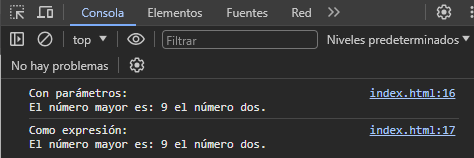 Consola Elementos Fuentes Red »
top Filtrar Niveles predeterminados
No hay problemas
Con parámetros: index.html:16
El número mayor es: 9 el número dos.
Como expresión: index.html:17
El número mayor es: 9 el número dos.